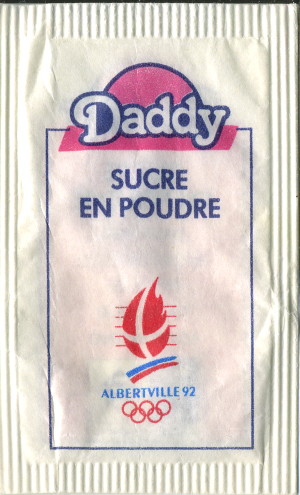 Daddy
SUCRE
EN POUDRE
ALBERTVILLE 92